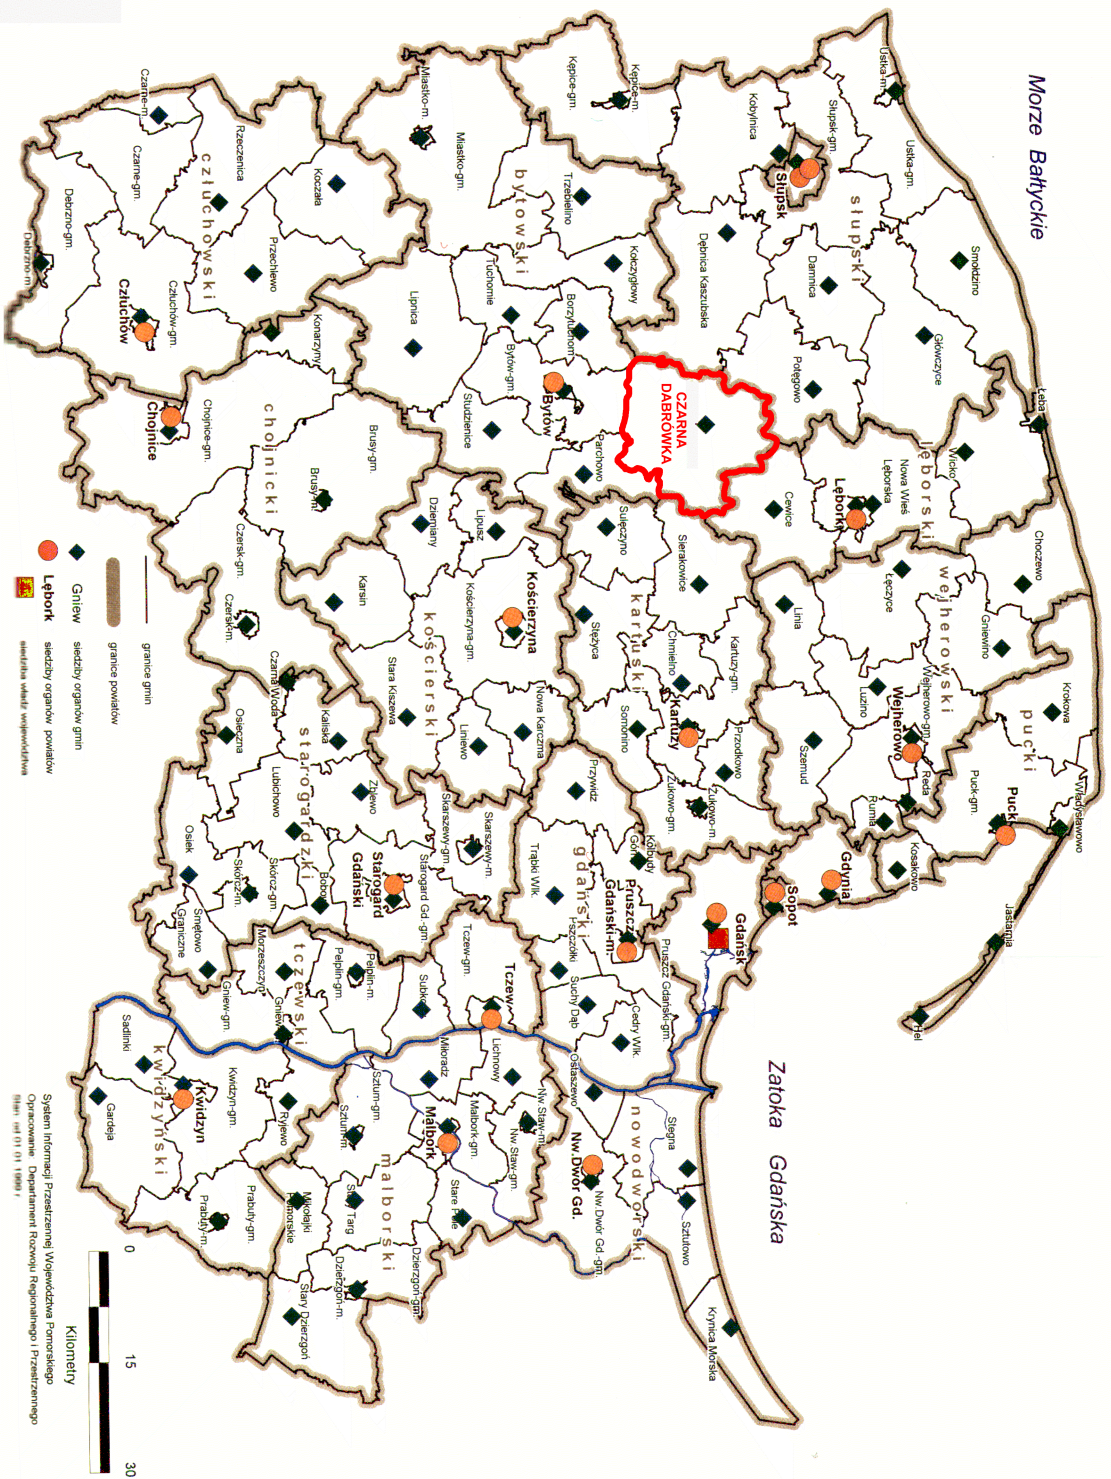 Morze Bałtyckie
Zatoka Gdańska
Ustka-m.
Ustka-gm.
Smołdzino
Główczyce
Łeba
Wicko
Choczewo
Gniewino
Krokowa
Władysławowo
Jastarnia
Hel
Słupsk-gm.
Kobylnica
Słupsk
słupski
Damnica
Dębnica Kaszubska
Potęgowo
Kępice-m.
Kępice-gm.
lęborski
Nowa Wieś
Lęborska
Lębork
Cewice
Łęczyce
wejherowski
Wejherowo-gm.
Wejherowo
Luzino
Linia
Szemud
Reda
Rumia
pucki
Puck-gm.
Puck
Kosakowo
Gdynia
Sopot
Gdańsk
Miastko-m.
Miastko-gm.
bytowski
Trzebielino
Kołczygłowy
Tuchomie
Borzytuchom
Bytów-gm.
Bytów
Lipnica
Studzienice
Parchowo
CZARNA
DABRÓWKA
Sulęczyno
Sierakowice
kartuski
Stężyca
Chmielno
Kartuzy-gm.
Kartuzy
Somonino
Przodkowo
Żukowo-gm.
Żukowo-m.
Czarne-m.
Czarne-gm.
Rzeczenica
człuchowski
Koczała
Przechlewo
Debrzno-gm.
Debrzno-m.
Człuchów-gm.
Człuchów
Konarzyny
Chojnice-gm.
Chojnice
chojnicki
Brusy-gm.
Brusy-m.
Czersk-gm.
Czersk-m.
Dziemiany
Lipusz
Kościerzyna
Kościerzyna-gm.
kościerski
Karsin
Stara Kiszewa
Nowa Karczma
Liniewo
Przywidz
Kolbudy
Górne
gdański
Trąbki Wlk.
Pruszcz
Gdański-m.
Pruszcz Gdański-gm.
Pszczółki
Suchy Dąb
Cedry Wlk.
Czarna Woda
Kaliska
Osieczna
starogardzki
Lubichowo
Zblewo
Osiek
Skórcz-m.
Skórcz-gm.
Bobowo
Starogard
Gdański
Starogard Gd.-gm.
Skarszewy-gm.
Skarszewy-m.
Smętowo
Graniczne
tczewski
Tczew-gm.
Tczew
Subkowy
Pelplin-m.
Pelplin-gm.
Morzeszczyn
Gniew-gm.
Gniew
Sadlinki
Gardeja
kwidzyński
Kwidzyn
Kwidzyn-gm.
Ryjewo
Prabuty-gm.
Prabuty-m.
Sztum-gm.
Sztum-m.
Mikołajki
Pomorskie
Stary Targ
malborski
Malbork
Malbork-gm.
Miłoradz
Lichnowy
Nw.Staw-m.
Nw.Staw-gm.
Stare Pole
Dzierzgoń-gm.
Dzierzgoń-m.
Stary Dzierzgoń
Ostaszewo
nowodworski
Nw.Dwór Gd.
Nw.Dwór Gd.-gm.
Stegna
Sztutowo
Krynica Morska
granice gmin
granice powiatów
Gniew siedziby organów gmin
Lębork siedziby organów powiatów
siedziba władz województwa
0 15 30
Kilometry
System Informacji Przestrzennej Województwa Pomorskiego
Opracowanie Departament Rozwoju Regionalnego i Przestrzennego